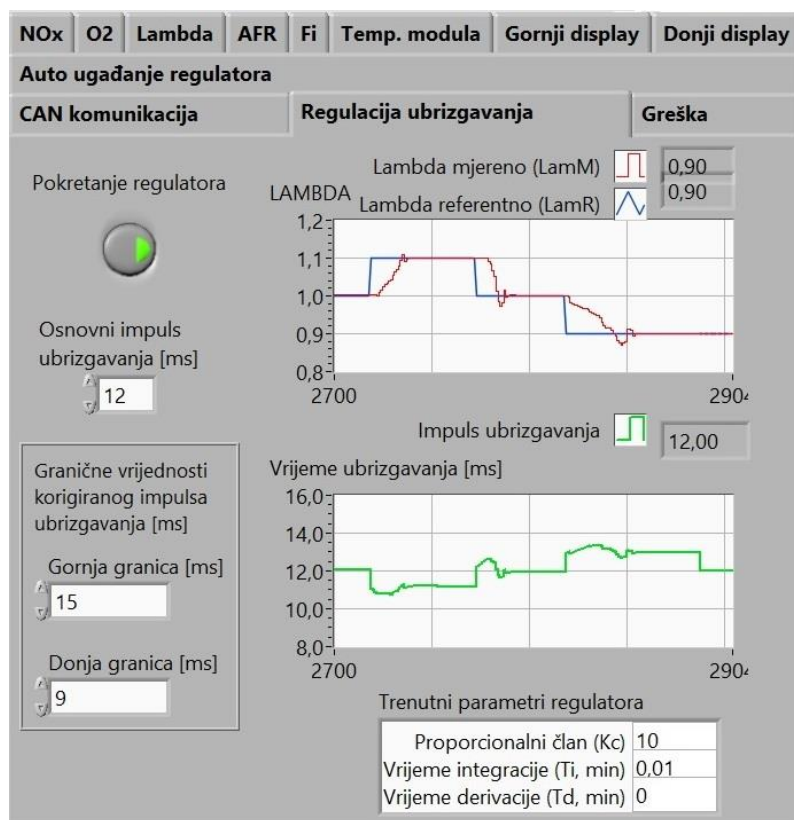 NOx O2 Lambda AFR Fi Temp. modula Gornji display Donji display
Auto ugađanje regulatora
CAN komunikacija Regulacija ubrizgavanja Greška
Pokretanje regulatora
Lambda mjereno (LamM) 0,90
LAMBDA Lambda referentno (LamR) 0,90
1,2
1,1
1,0
0,9
0,8
2700 2904
Osnovni impuls
ubrizgavanja [ms]
12
Impuls ubrizgavanja 12,00
Granične vrijednosti
korigiranog impulsa
ubrizgavanja [ms]
Gornja granica [ms]
15
Donja granica [ms]
9
Vrijeme ubrizgavanja [ms]
16,0
14,0
12,0
10,0
8,0
2700 2904
Trenutni parametri regulatora
Proporcionalni član (Kc) 10
Vrijeme integracije (Ti, min) 0,01
Vrijeme derivacije (Td, min) 0